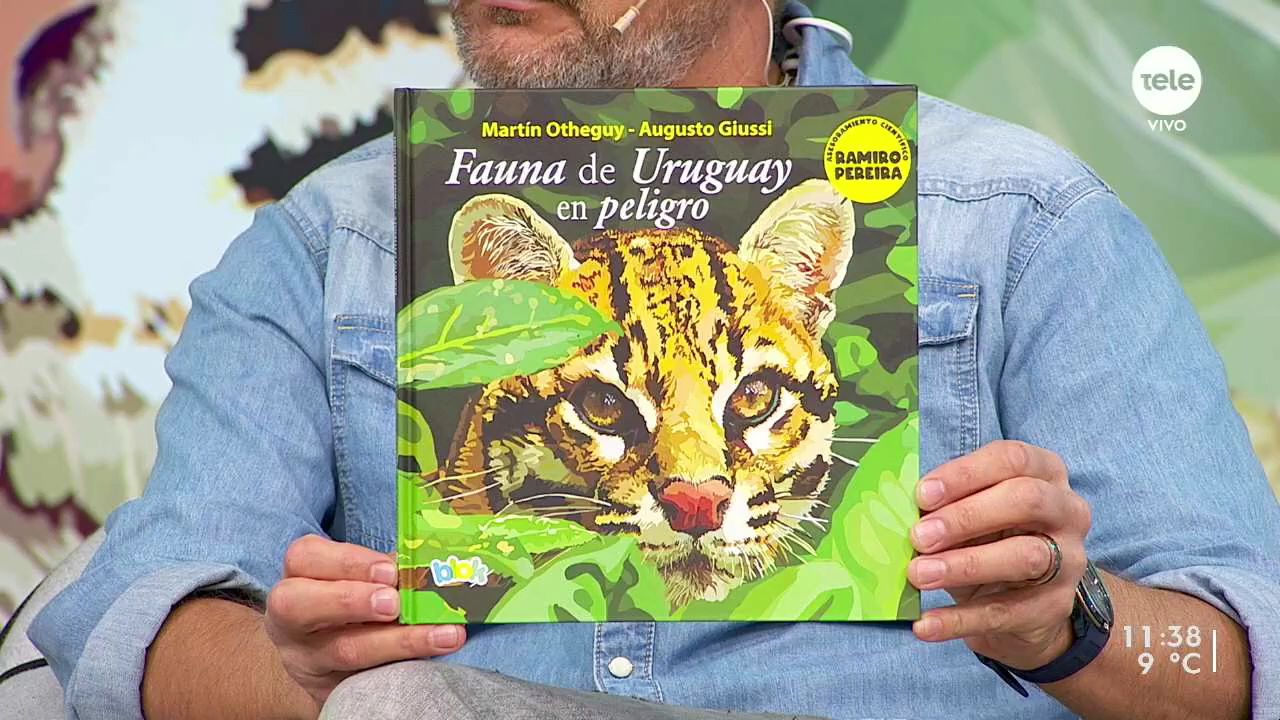 Martín Otheguy - Augusto Giussi
Fauna de Uruguay
en peligro
ASESORAMIENTO CIENTÍFICO
RAMIRO
PEREIRA
blok
tele
VIVO
11:38
9 °C